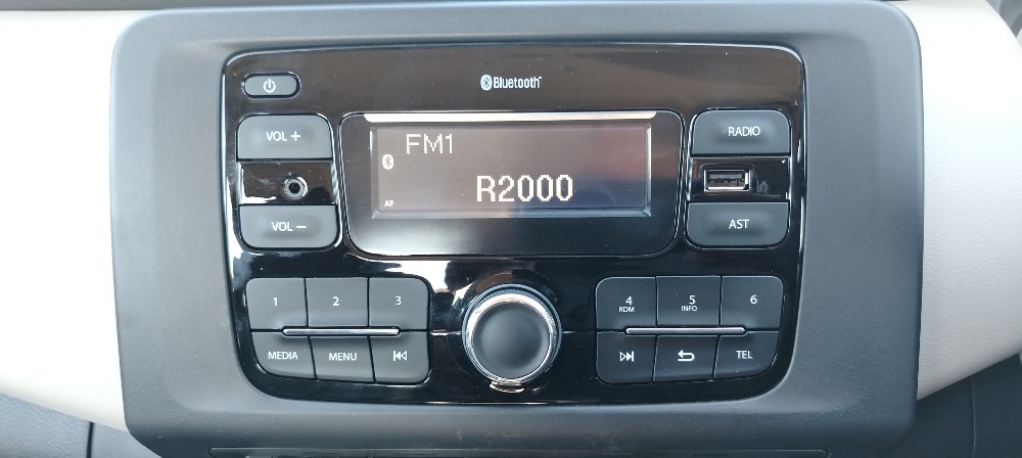 Bluetooth
VOL +
FM1
RADIO
AF
R2000
VOL −
AST
1
2
3
4
RDM
5
INFO
6
MEDIA
MENU
TEL